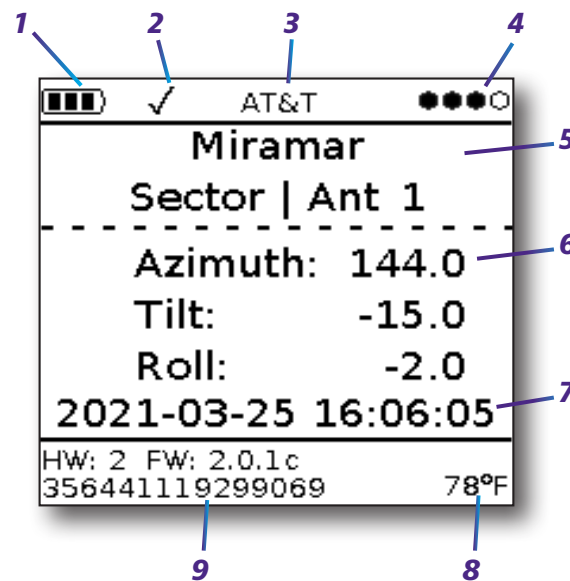 1 2 3 4
✓ AT&T
Miramar 5
Sector | Ant 1
Azimuth: 144.0 6
Tilt: -15.0
Roll: -2.0
2021-03-25 16:06:05 7
HW: 2 FW: 2.0.1c
356441119299069 78°F
9 8